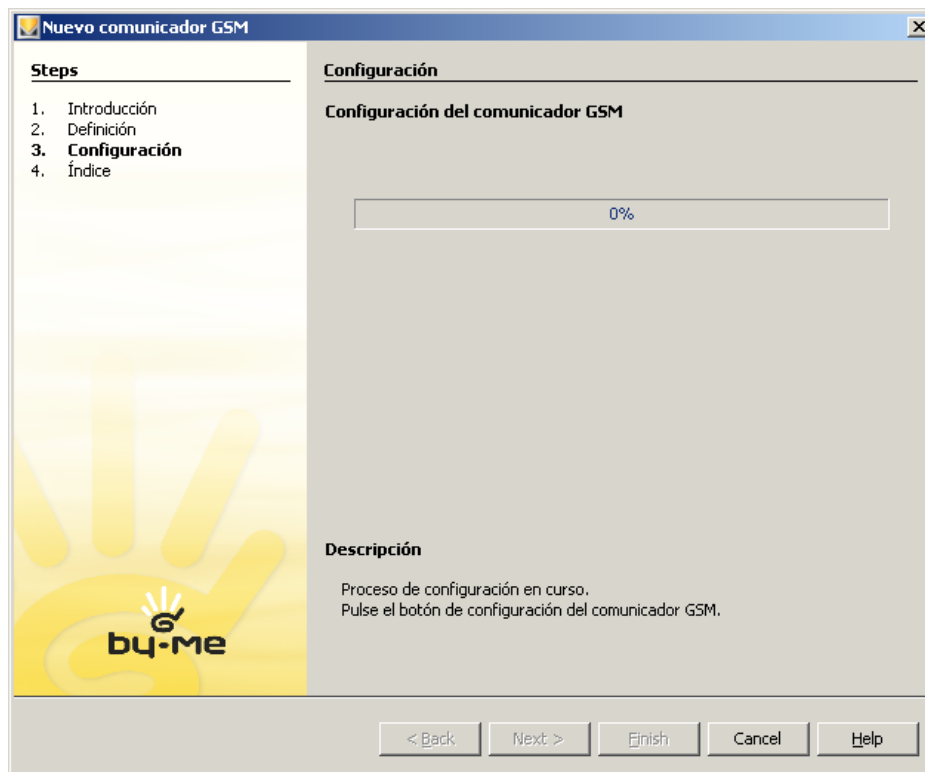 Nuevo comunicador GSM
Steps
1. Introducción
2. Definición
3. Configuración
4. Índice
Configuración
Configuración del comunicador GSM
0%
Descripción
Proceso de configuración en curso.
Pulse el botón de configuración del comunicador GSM.
by-me
< Back
Next >
Finish
Cancel
Help